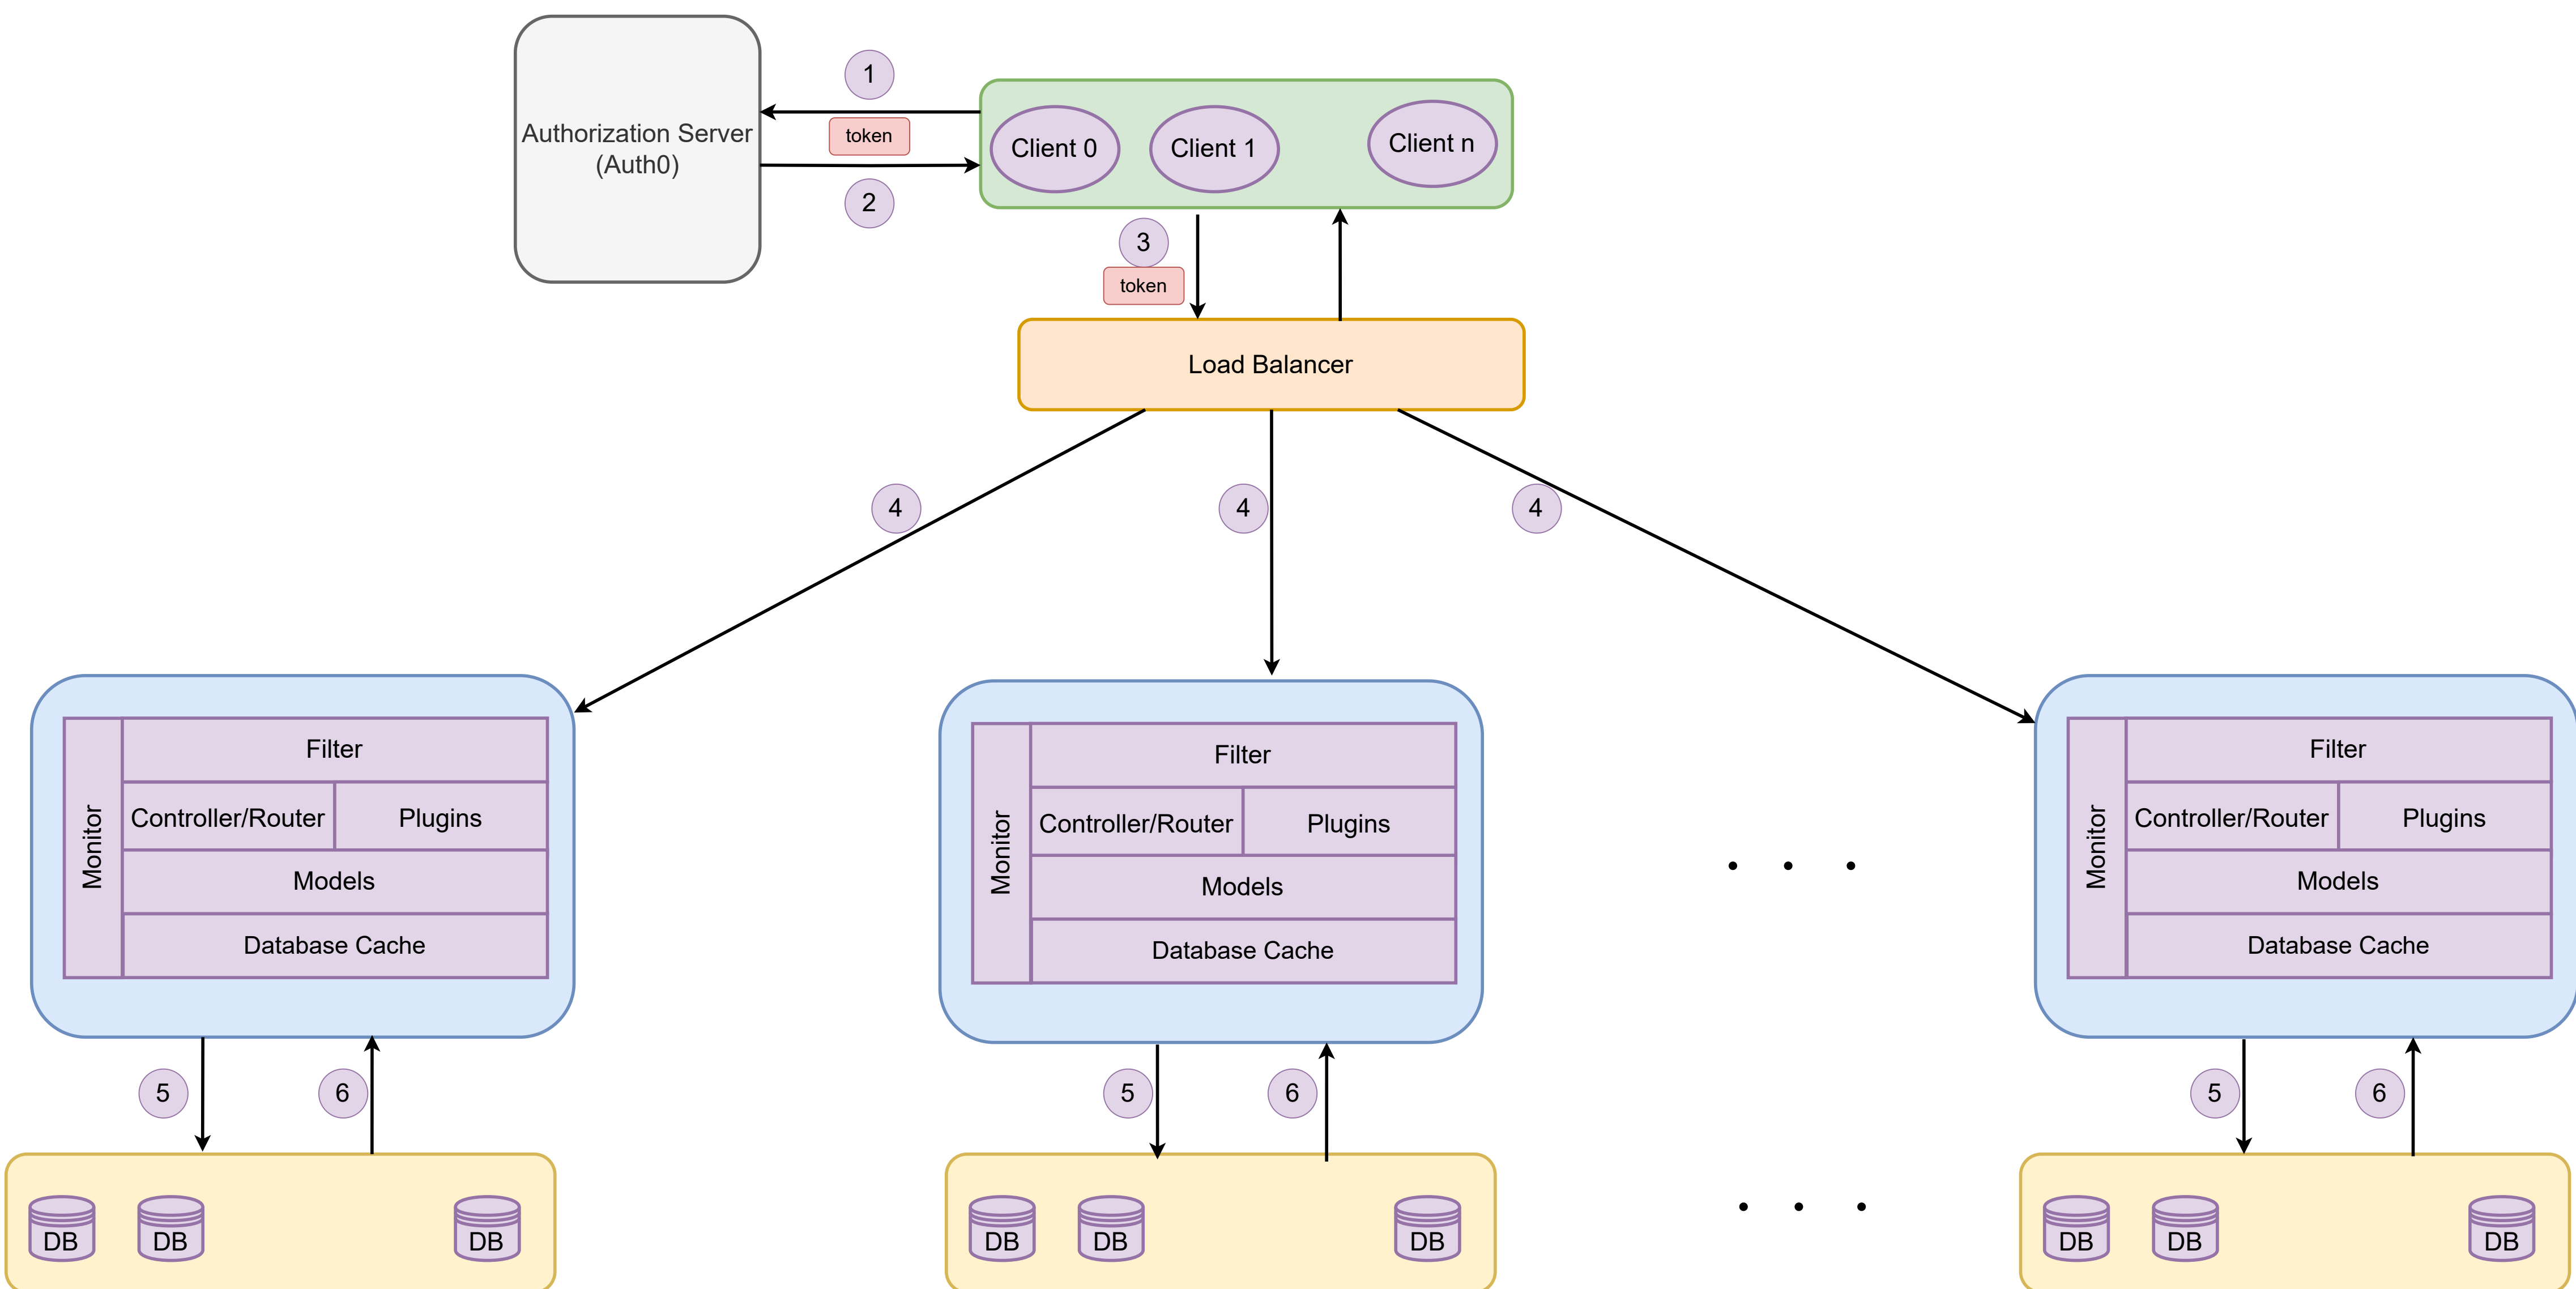 1
Authorization Server
(Auth0)
token
2
Client 0
Client 1
Client n
3
token
Load Balancer
4
4
4
Monitor
Filter
Controller/Router
Plugins
Models
Database Cache
Monitor
Filter
Controller/Router
Plugins
Models
Database Cache
Monitor
Filter
Controller/Router
Plugins
Models
Database Cache
5
6
5
6
5
6
DB
DB
DB
DB
DB
DB
DB
DB
DB